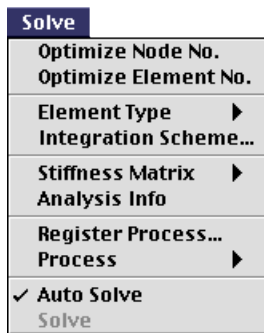 Solve
Optimize Node No.
Optimize Element No.
Element Type
Integration Scheme...
Stiffness Matrix
Analysis Info
Register Process...
Process
✓ Auto Solve
Solve